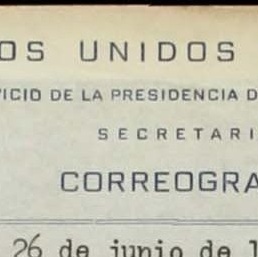 OS UNIDOS
VICIO DE LA PRESIDENCIA D
SECRETARI
CORREOGRA
26 de junio de 1